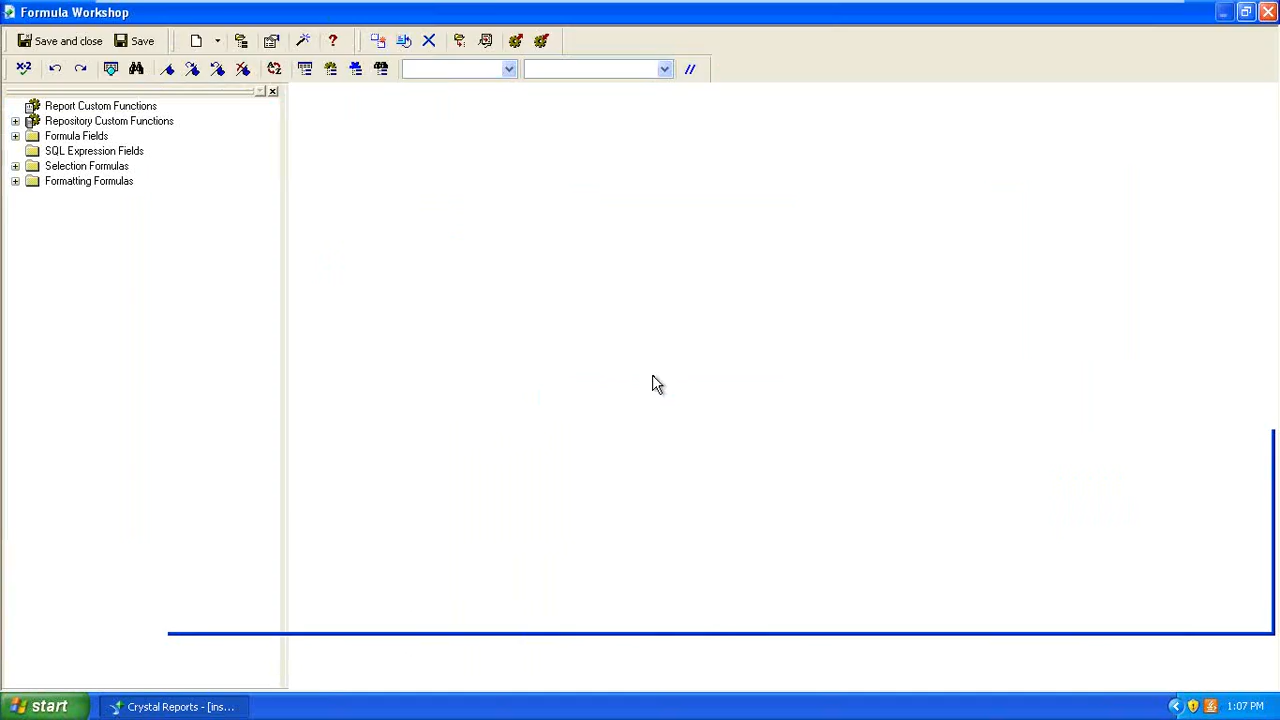 Formula Workshop
Save and close Save
Report Custom Functions
Repository Custom Functions
Formula Fields
SQL Expression Fields
Selection Formulas
Formatting Formulas
start Crystal Reports - [ins... 1:07 PM